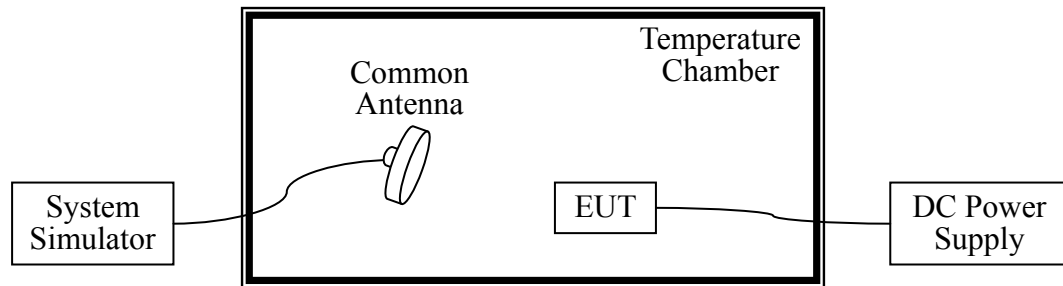 Temperature
Chamber
Common
Antenna
System
Simulator
EUT
DC Power
Supply